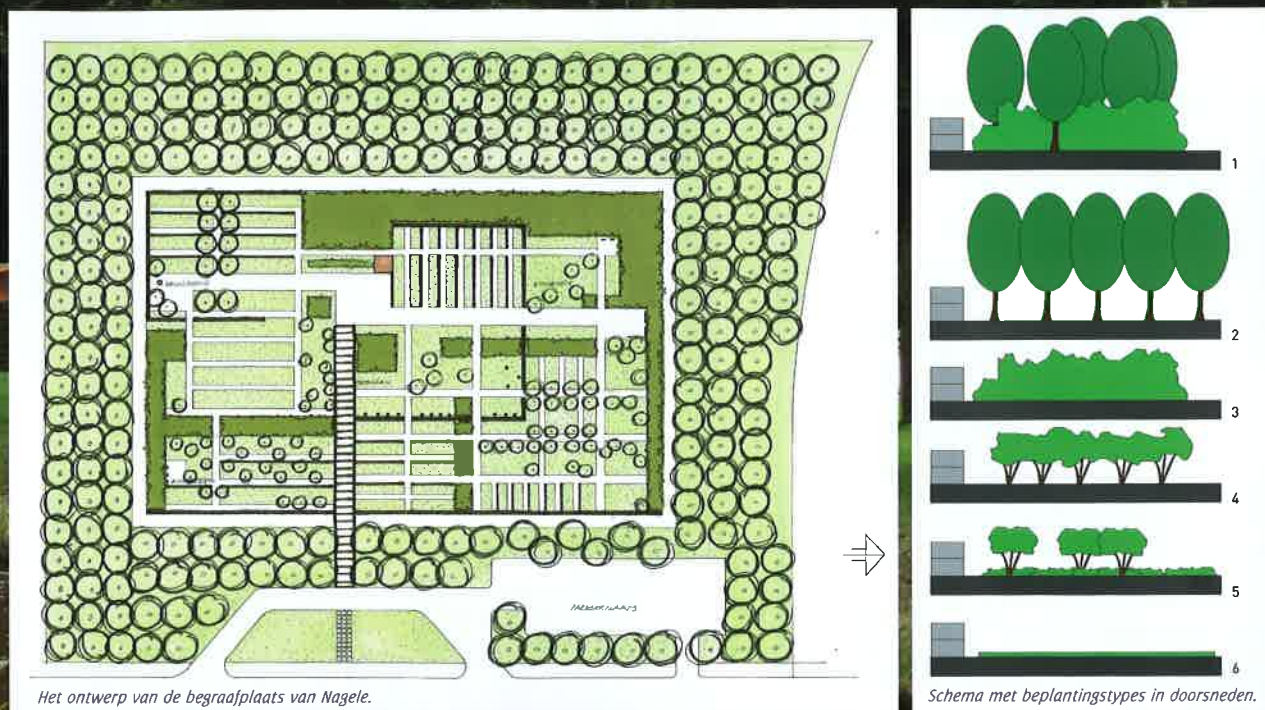 PARKEERPLAATS
Het ontwerp van de begraafplaats van Nagele.
1
2
3
4
5
6
Schema met beplantingstypes in doorsneden.